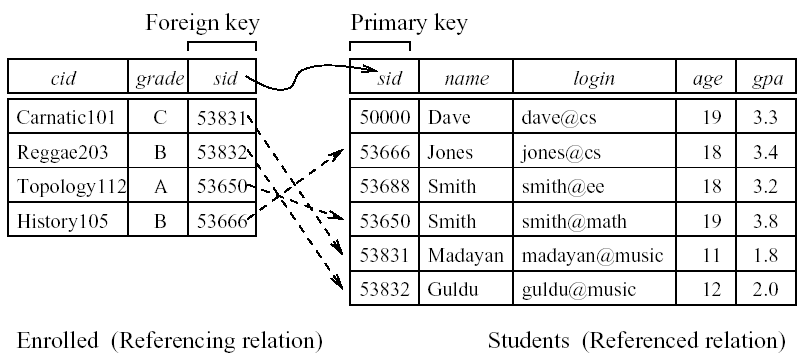 Foreign key Primary key
cid grade sid sid name login age gpa
Carnatic101 C 53831 50000 Dave dave@cs 19 3.3
Reggae203 B 53832 53666 Jones jones@cs 18 3.4
Topology112 A 53650 53688 Smith smith@ee 18 3.2
History105 B 53666 53650 Smith smith@math 19 3.8
53831 Madayan madayan@music 11 1.8
53832 Guldu guldu@music 12 2.0
Enrolled (Referencing relation) Students (Referenced relation)